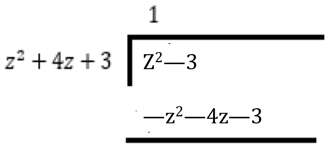 1
z² + 4z + 3 Z²—3
—z²—4z—3